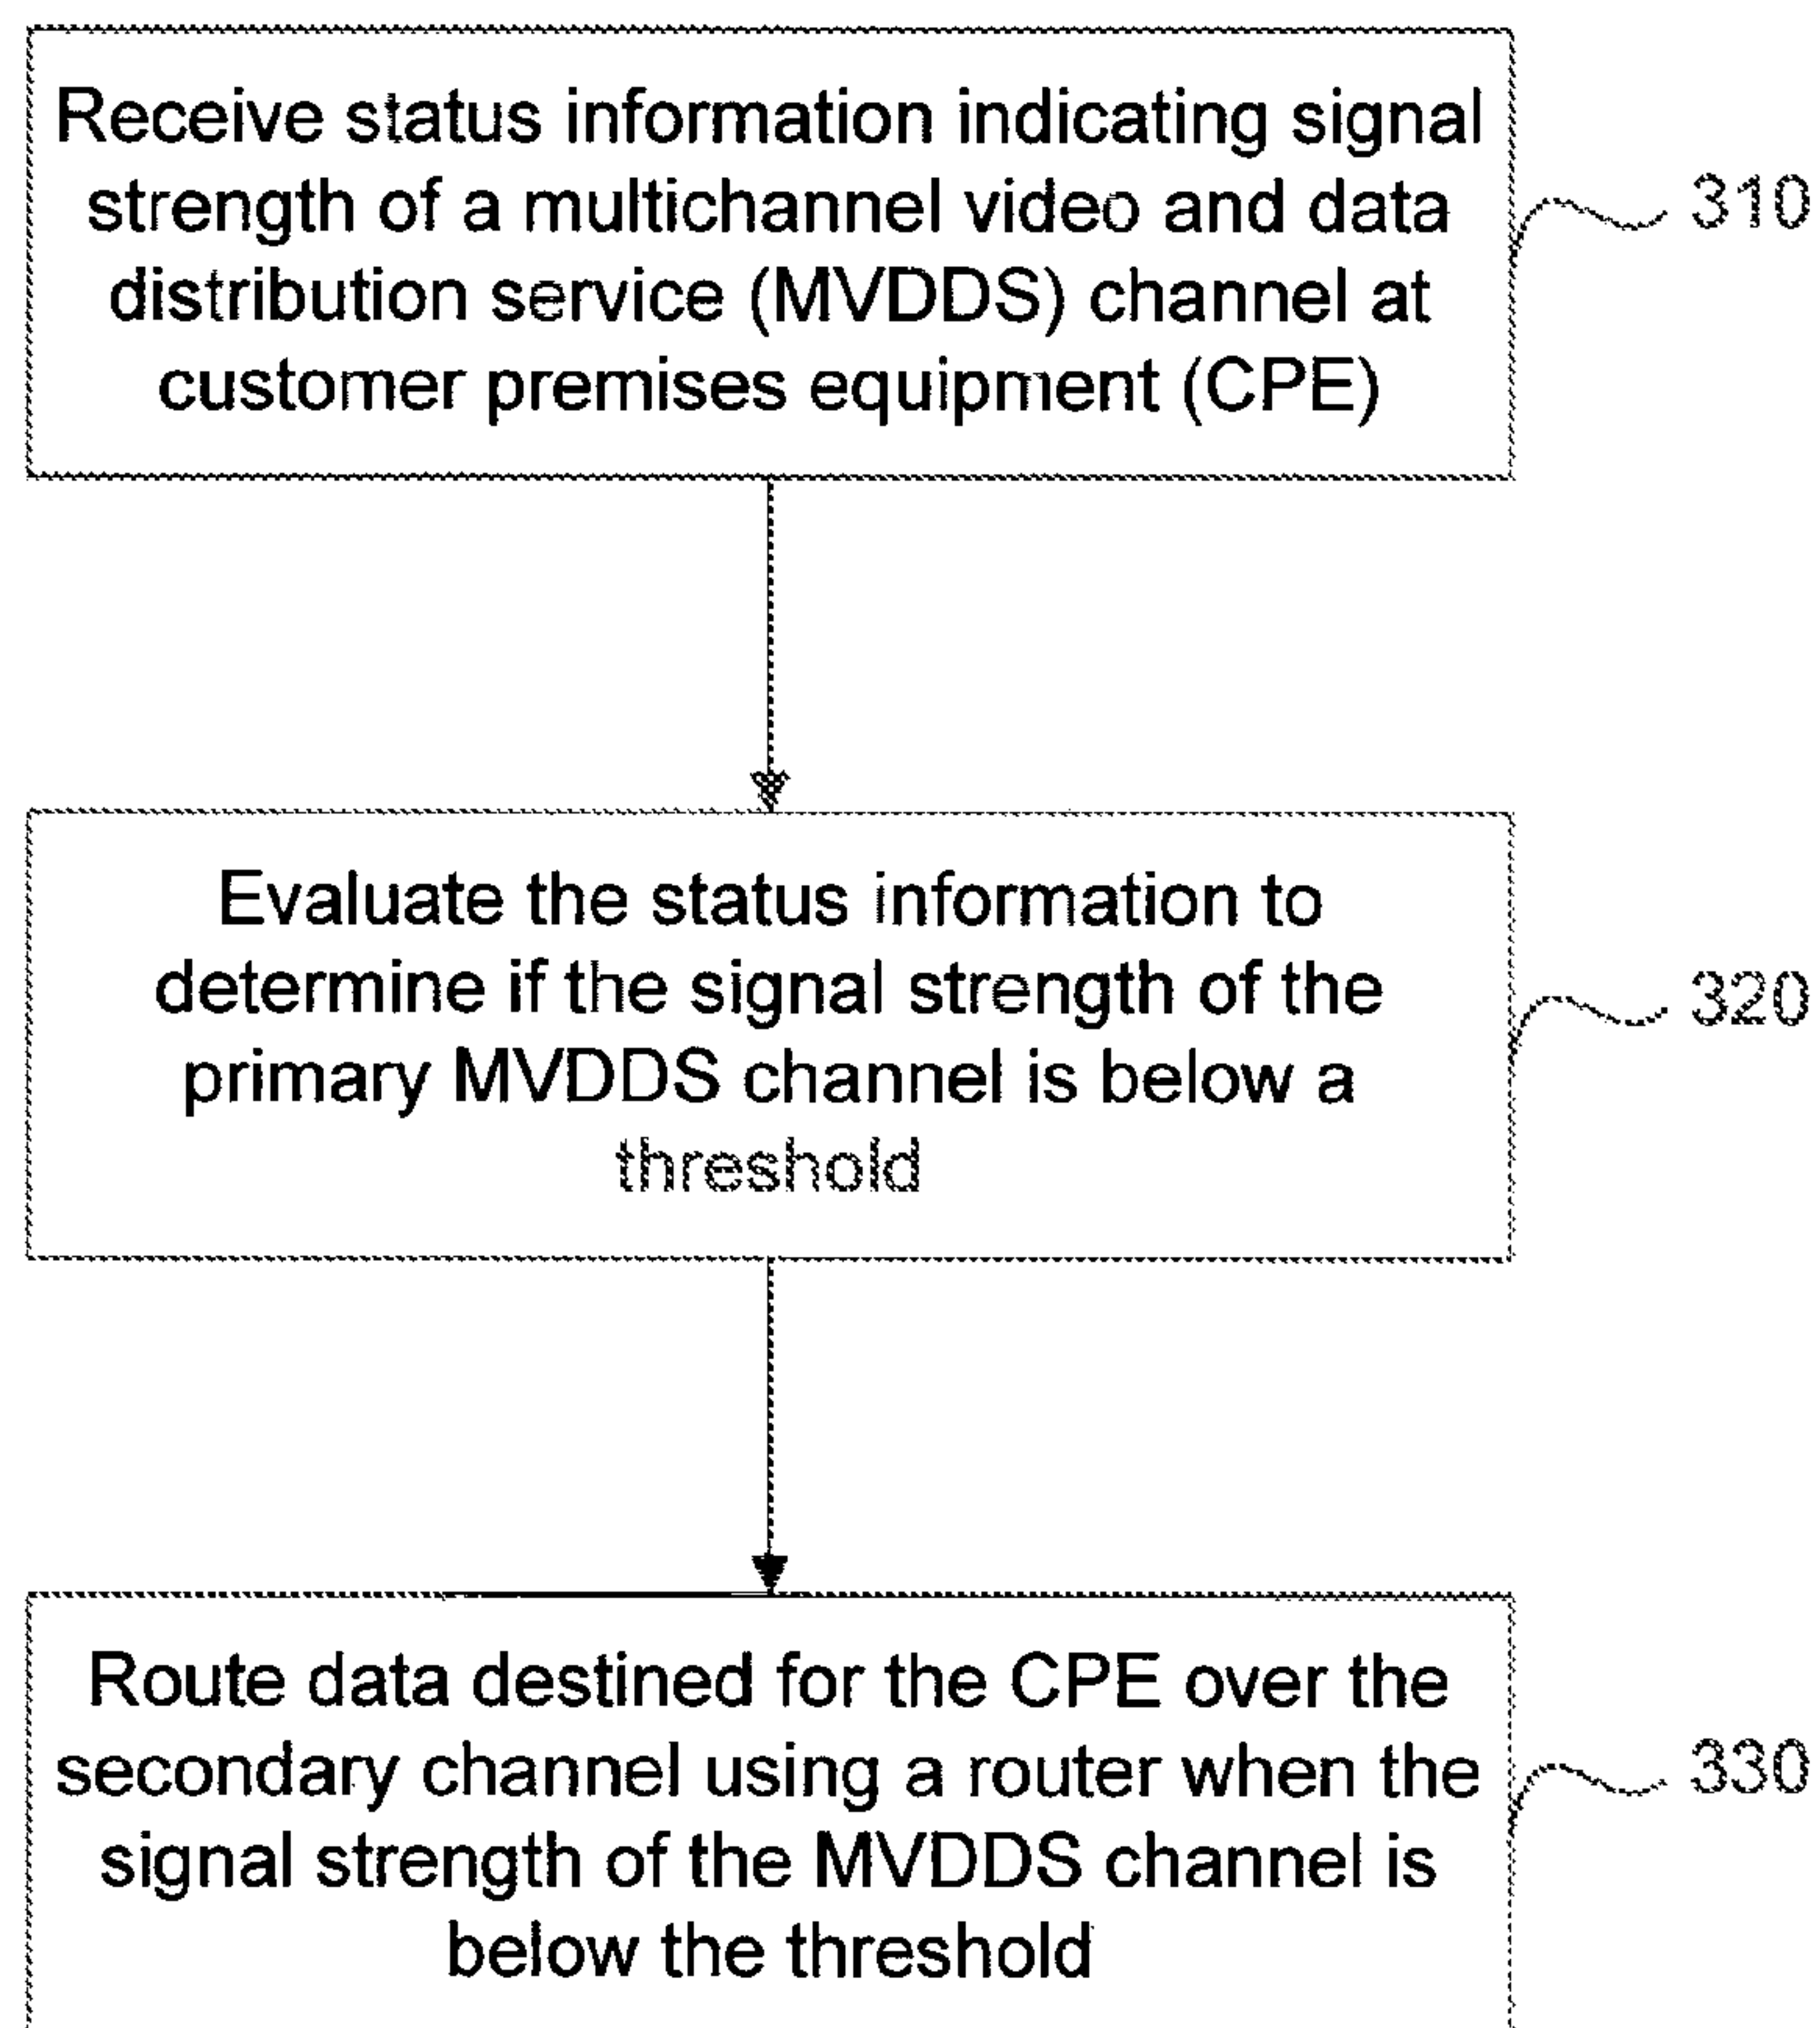 Receive status information indicating signal
strength of a multichannel video and data
distribution service (MVDDS) channel at
customer premises equipment (CPE)
310
Evaluate the status information to
determine if the signal strength of the
primary MVDDS channel is below a
threshold
320
Route data destined for the CPE over the
secondary channel using a router when the
signal strength of the MVDDS channel is
below the threshold
330